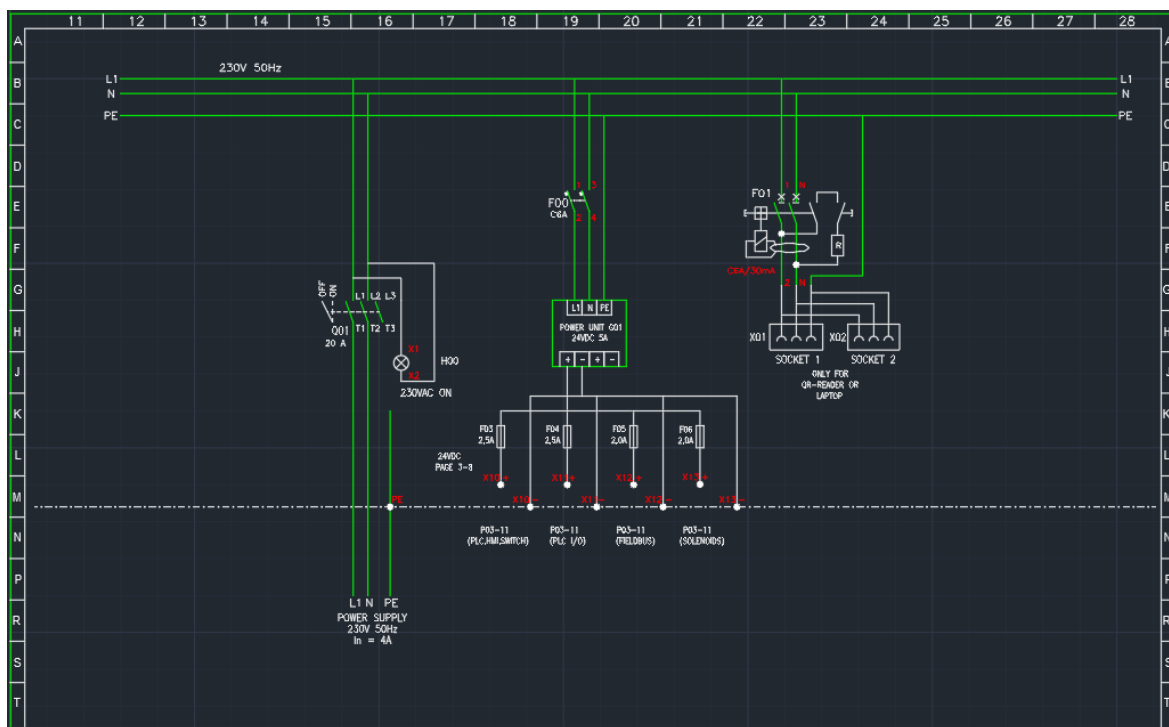 11 12 13 14 15 16 17 18 19 20 21 22 23 24 25 26 27 28
A A
230V 50Hz
B L1 L1 B
N N
C PE PE C
D D
1 3 F01 1 N
E F00 E
C6A 2 4
F R F
C6A/30mA
G OFF ON L1 L2 L3 L1 N PE 2 N G
H Q01 T1 T2 T3 POWER UNIT G01 X01 X02 H
20 A 24VDC 5A
X1 H00 + - + - SOCKET 1 SOCKET 2
J X2 ONLY FOR J
230VAC ON QR-READER OR
LAPTOP
K K
F03 F04 F05 F06
2,5A 2,5A 2,0A 2,0A
L 24VDC L
PAGE 3-8 X10+ X11+ X12+ X13+
M PE X10- X11- X12- X13- M
N P03-11 P03-11 P03-11 P03-11 N
(PLC,HMI,SWITCH) (PLC I/O) (FIELDBUS) (SOLENOIDS)
P P
L1 N PE
R POWER SUPPLY R
230V 50Hz
In = 4A
S S
T T